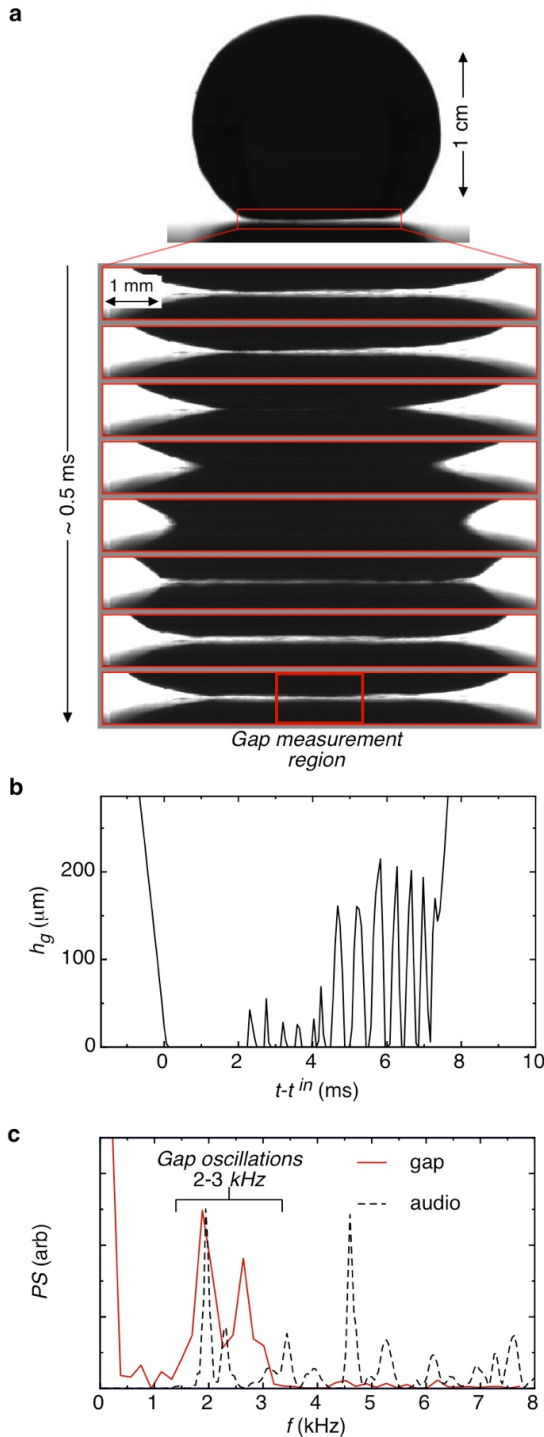 a
1 cm
1 mm
~ 0.5 ms
Gap measurement
region
b
200
100
0
h_g (μm)
0 2 4 6 8 10
t-t^in (ms)
c
Gap oscillations
2-3 kHz
gap
audio
PS (arb)
0 1 2 3 4 5 6 7 8
f (kHz)